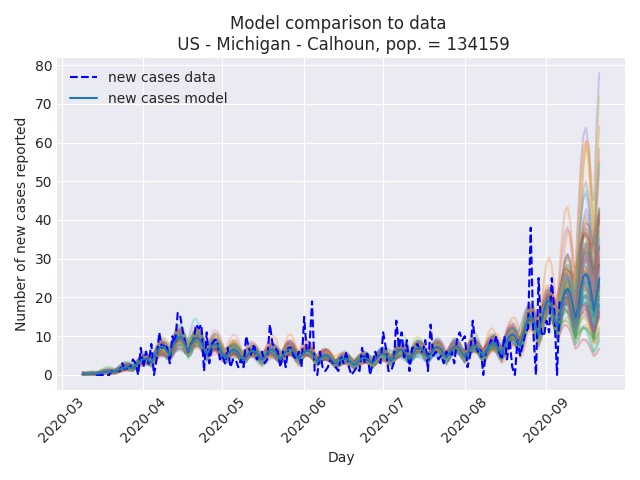 Model comparison to data
US - Michigan - Calhoun, pop. = 134159
new cases data
new cases model
Number of new cases reported
80
70
60
50
40
30
20
10
0
2020-03
2020-04
2020-05
2020-06
2020-07
2020-08
2020-09
Day